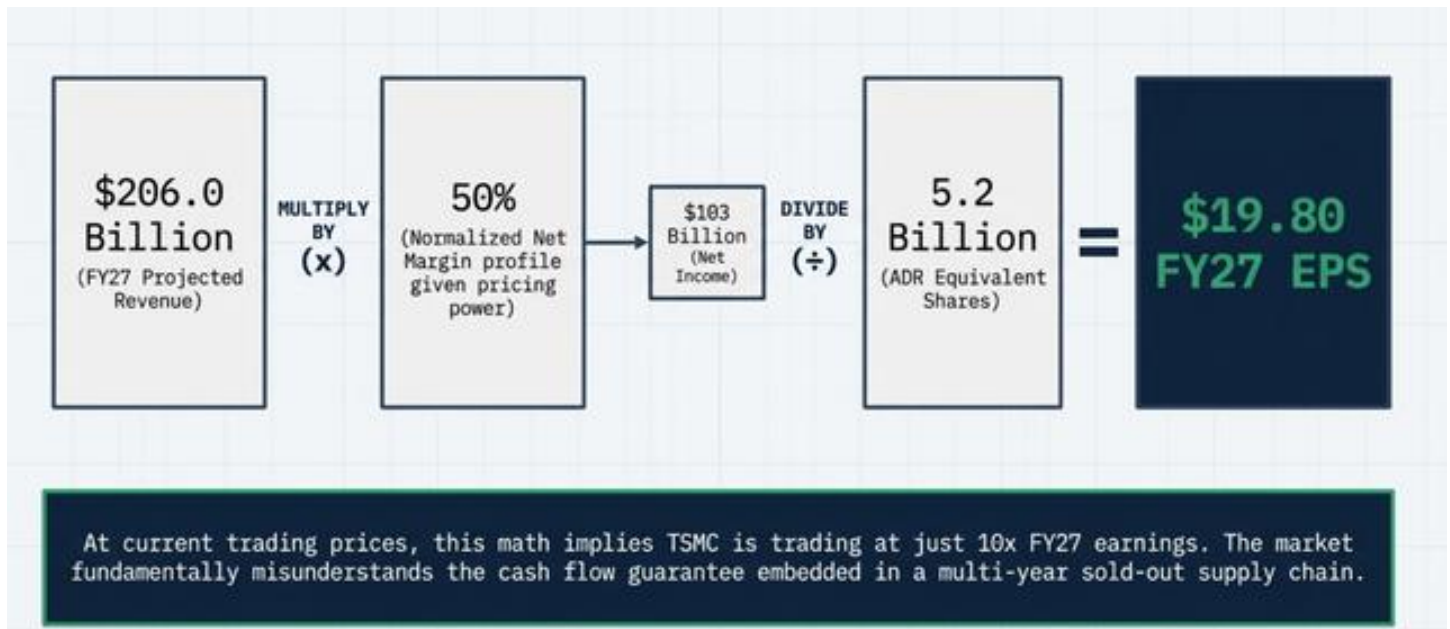 $206.0
Billion
(FY27 Projected
Revenue)
MULTIPLY
BY
(x)
50%
(Normalized Net
Margin profile
given pricing
power)
$103
Billion
(Net
Income)
DIVIDE
BY
(÷)
5.2
Billion
(ADR Equivalent
Shares)
=
$19.80
FY27 EPS
At current trading prices, this math implies TSMC is trading at just 10x FY27 earnings. The market
fundamentally misunderstands the cash flow guarantee embedded in a multi-year sold-out supply chain.